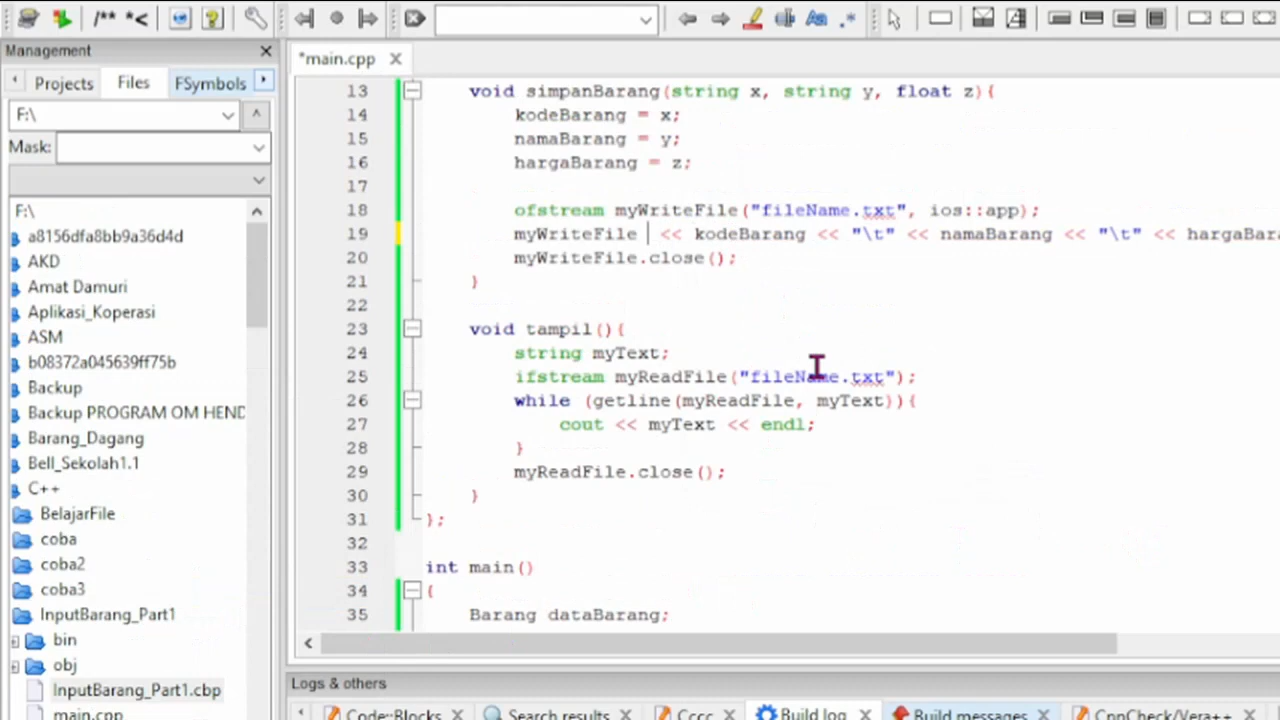 /** *<
Management
*main.cpp
Projects
Files
FSymbols
F:\
Mask:
F:\
a8156dfa8bb9a36d4d
AKD
Amat Damuri
Aplikasi_Koperasi
ASM
b08372a045639ff75b
Backup
Backup PROGRAM OM HEND
Barang_Dagang
Bell_Sekolah1.1
C++
BelajarFile
coba
coba2
coba3
InputBarang_Part1
bin
obj
InputBarang_Part1.cbp
main.cpp
13 void simpanBarang(string x, string y, float z){
14 kodeBarang = x;
15 namaBarang = y;
16 hargaBarang = z;
17
18 ofstream myWriteFile("fileName.txt", ios::app);
19 myWriteFile << kodeBarang << "\t" << namaBarang << "\t" << hargaBara
20 myWriteFile.close();
21 }
22
23 void tampil(){
24 string myText;
25 ifstream myReadFile("fileName.txt");
26 while (getline(myReadFile, myText)){
27 cout << myText << endl;
28 }
29 myReadFile.close();
30 }
31 };
32
33 int main()
34 {
35 Barang dataBarang;
Logs & others
Code::Blocks
Search results
Cccc
Build log
Build messages
CppCheck/Vera++